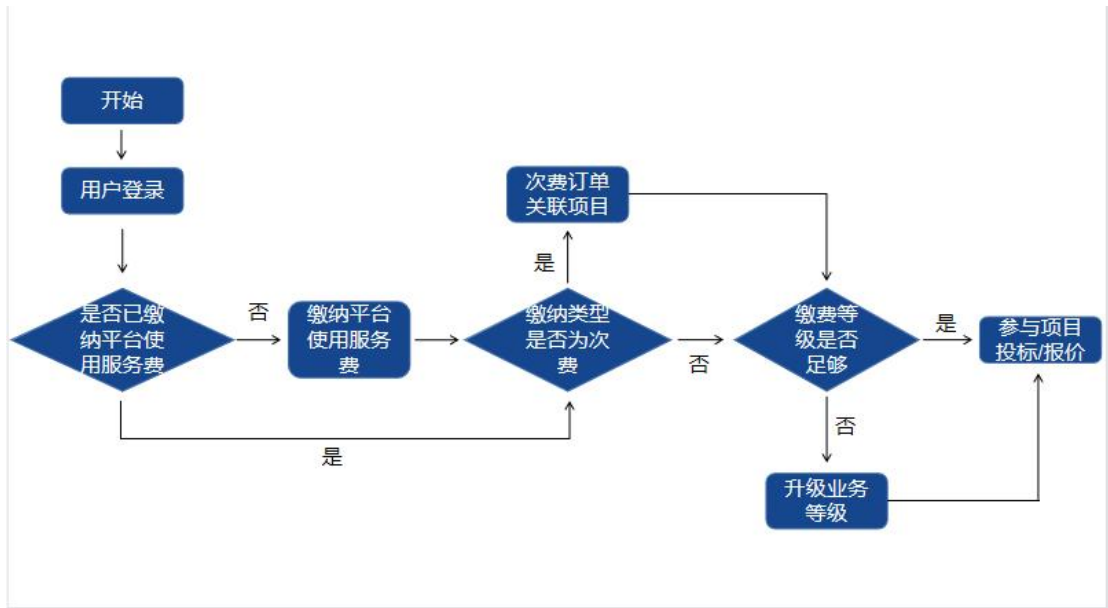 开始
用户登录
是否已缴
纳平台使
用服务费
否
是
缴纳平台
使用服务
费
缴纳类型
是否为次
费
是
否
次费订单
关联项目
缴费等
级是否
足够
是
否
参与项目
投标/报价
升级业务
等级